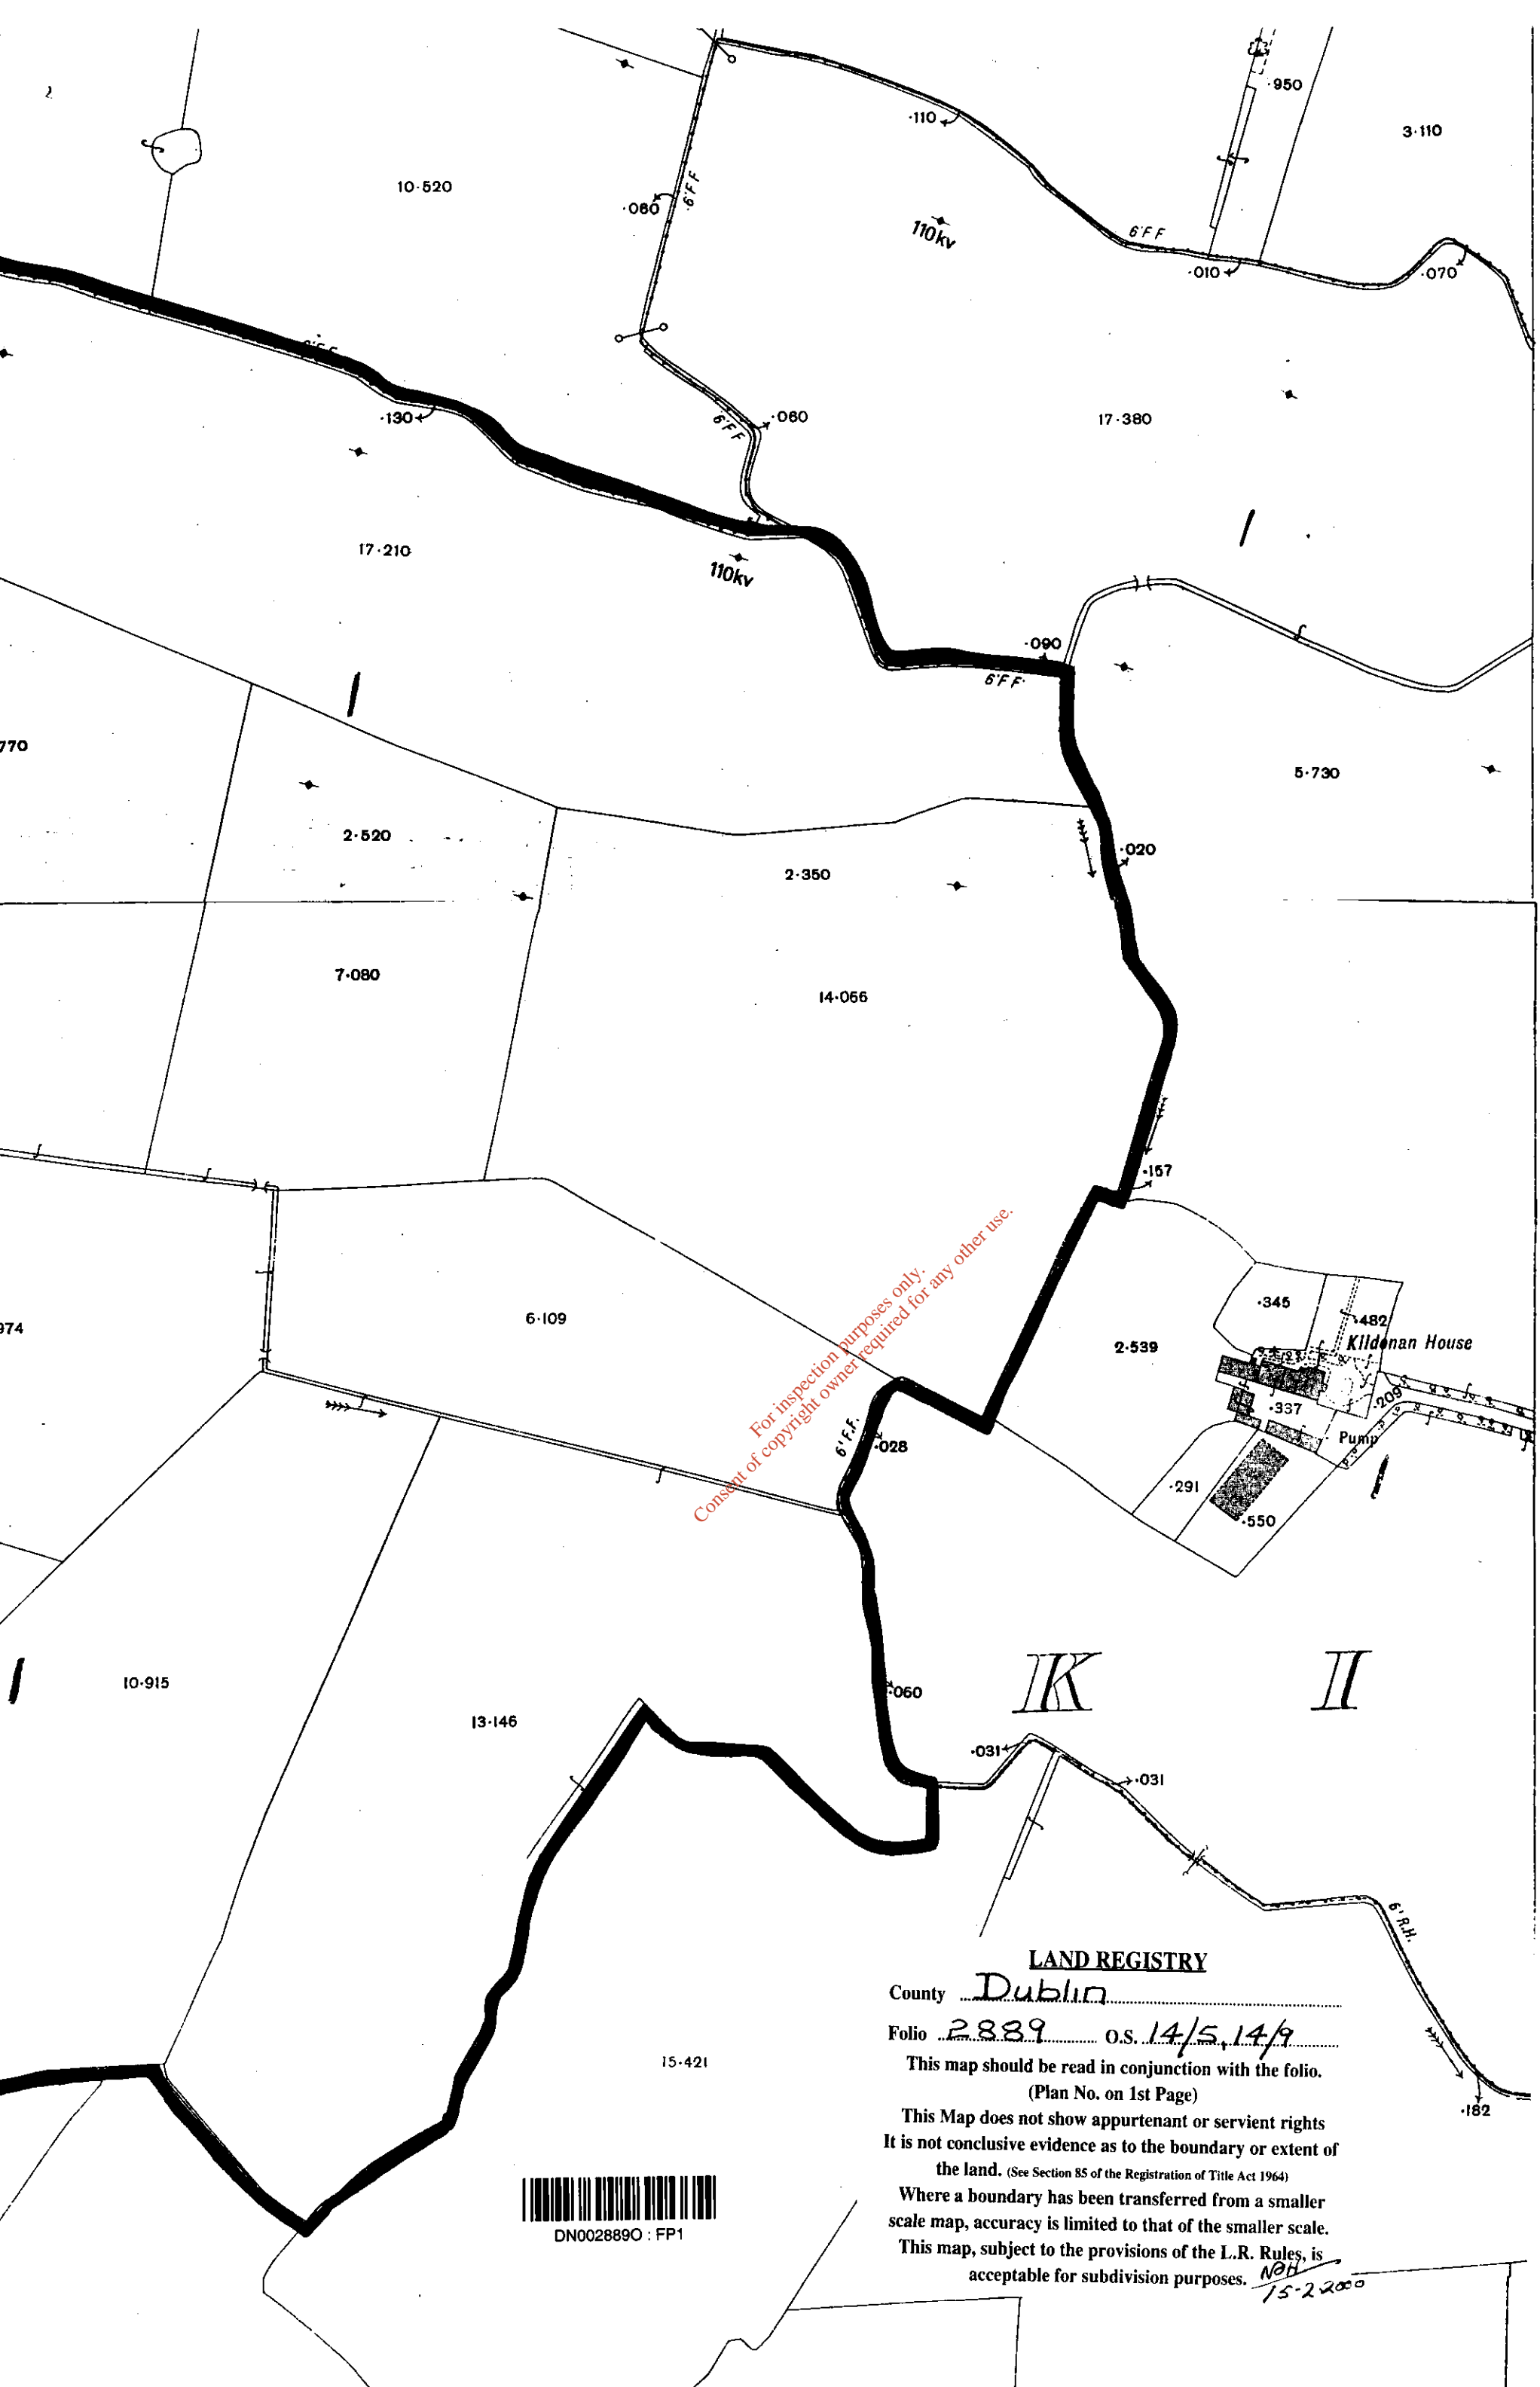 ·950
3·110
·110
10·520
·080
6'F F
110kv
6'F F
·010
·070
·130
6'F F
·060
17·380
17·210
110kv
·090
6'F F
770
5·730
2·520
·020
2·350
7·080
14·066
·157
For inspection purposes only.
Consent of copyright owner required for any other use.
·345
·482
Kildonan House
974
6·109
2·539
·209
·337
Pump
6'F.F.
·028
·291
·550
10·915
·060
K I
13·146
·031
·031
6'R.H.
LAND REGISTRY
County Dublin
Folio 2889 O.S. 14/5, 14/9
This map should be read in conjunction with the folio.
(Plan No. on 1st Page)
This Map does not show appurtenant or servient rights
It is not conclusive evidence as to the boundary or extent of
the land. (See Section 85 of the Registration of Title Act 1964)
Where a boundary has been transferred from a smaller
scale map, accuracy is limited to that of the smaller scale.
This map, subject to the provisions of the L.R. Rules, is
acceptable for subdivision purposes.
15-2-2000
15·421
·182
DN002889O : FP1